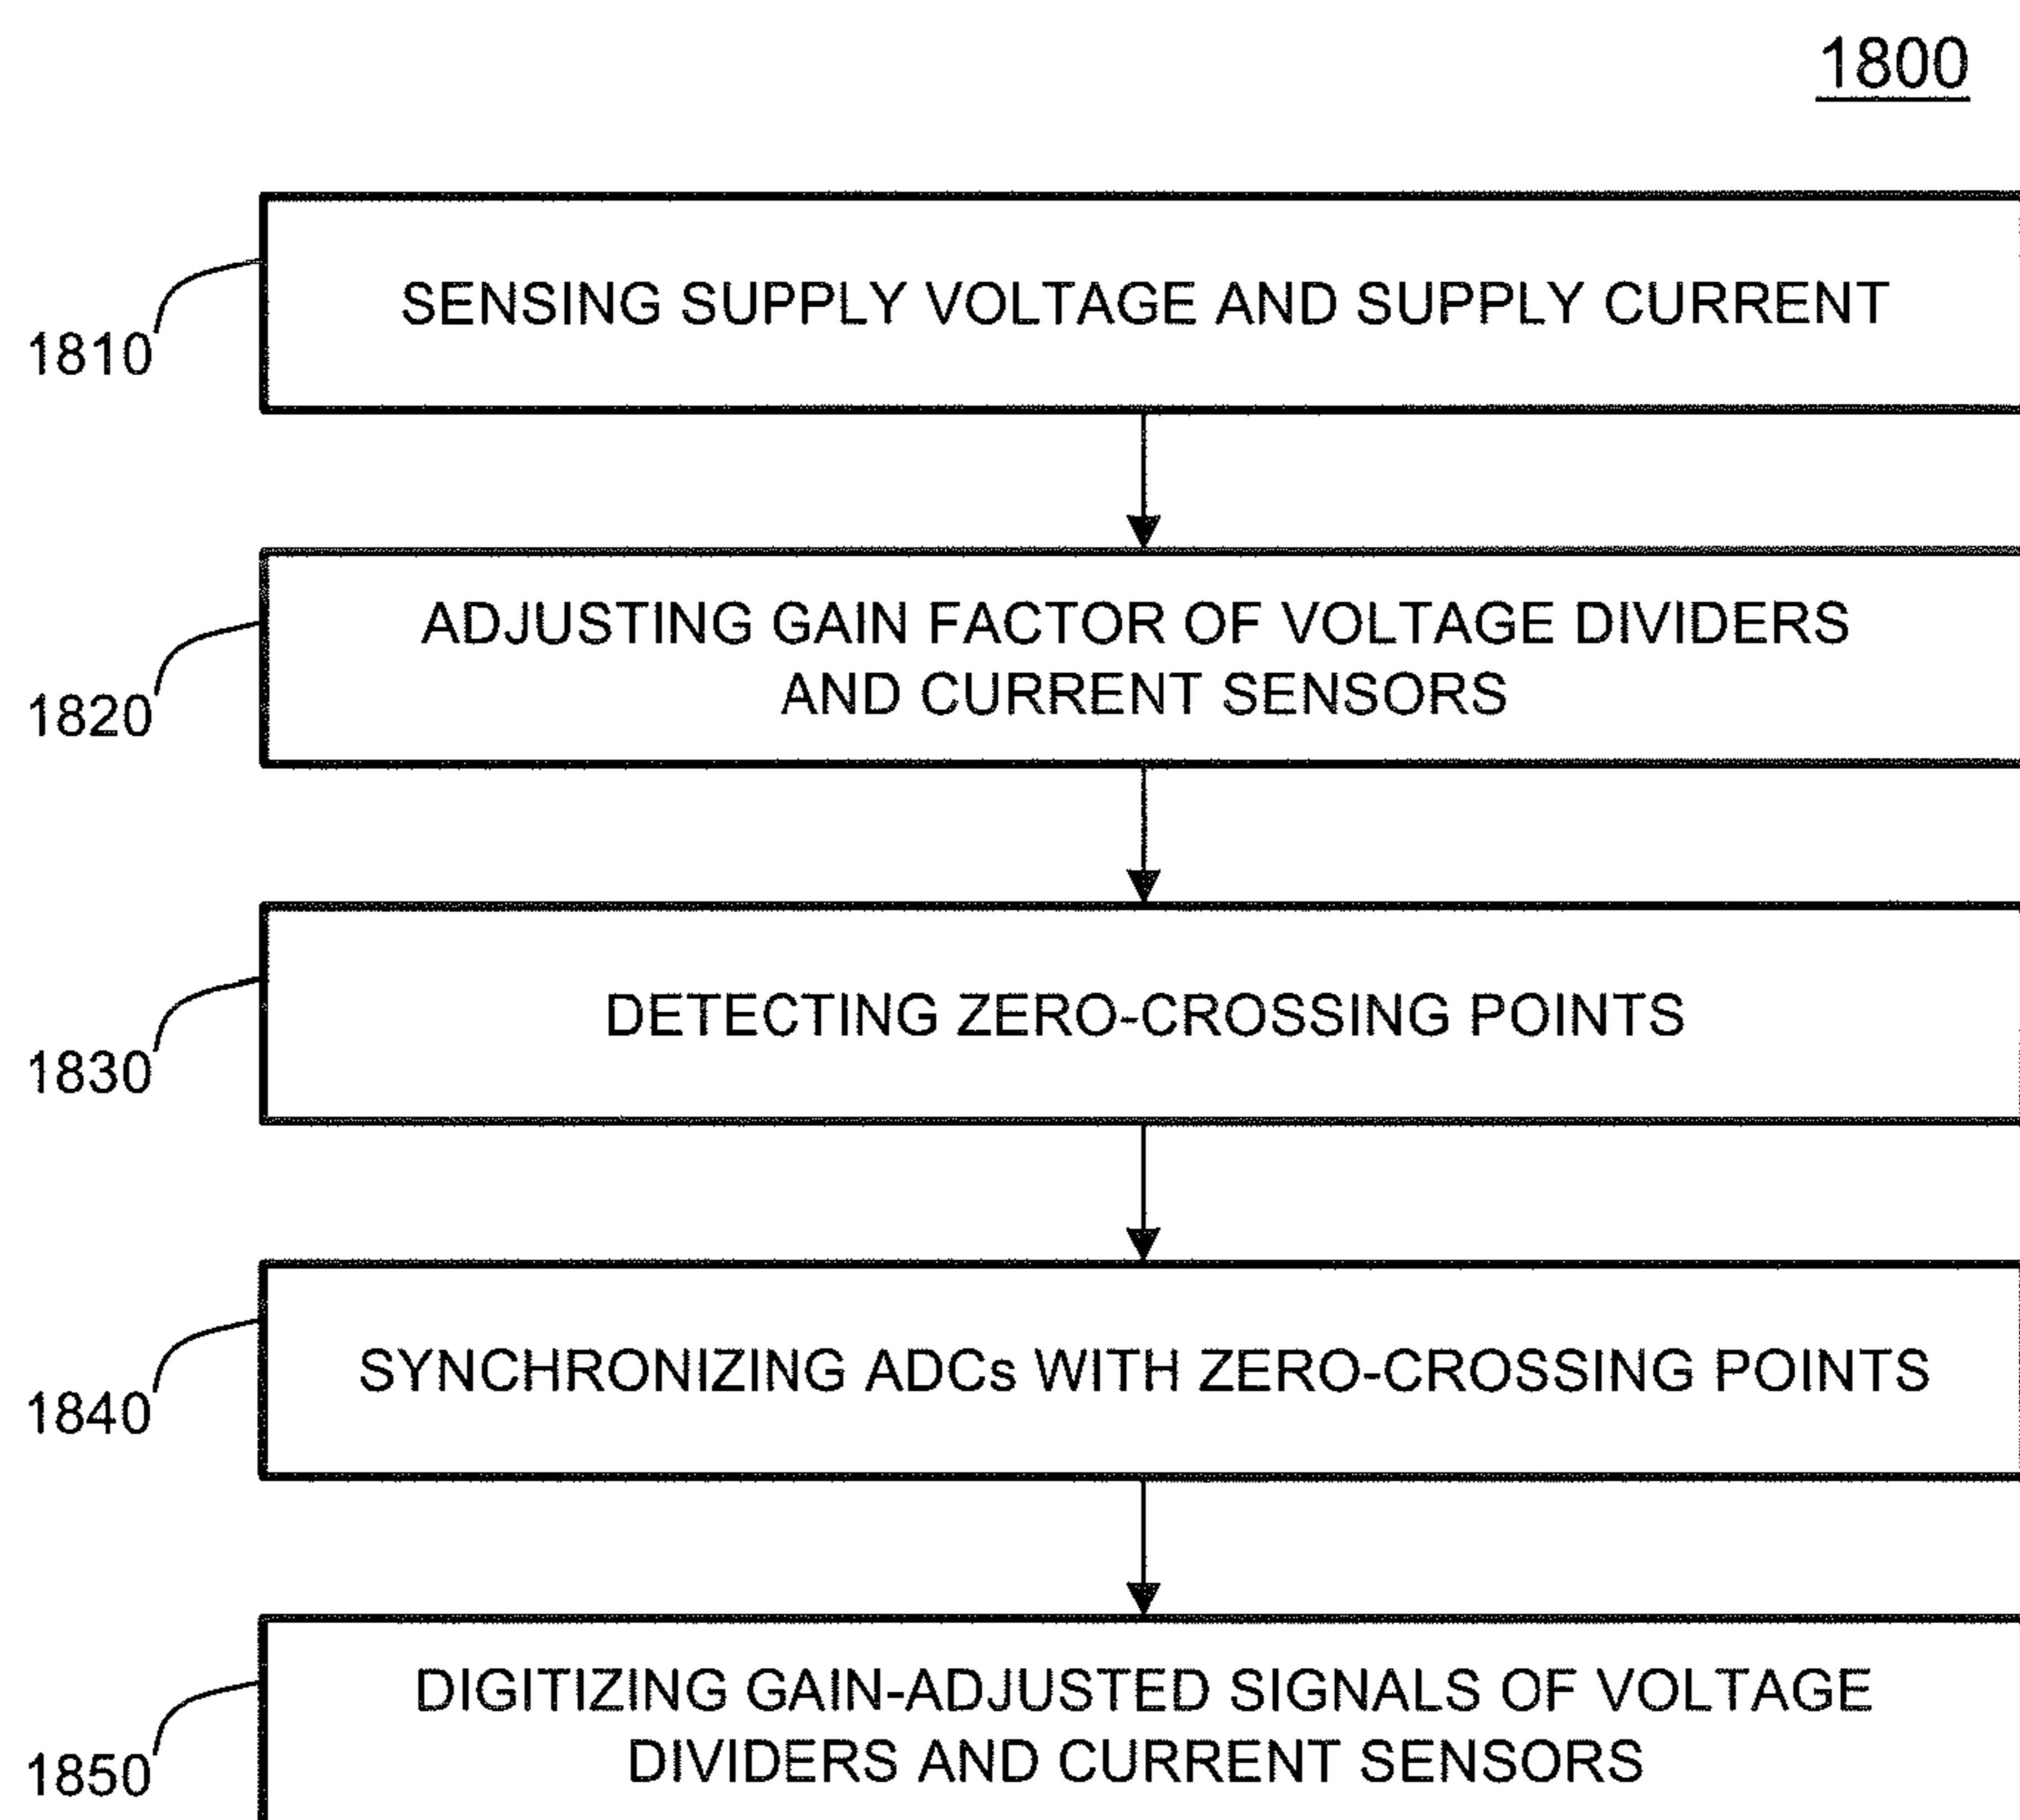 1800
SENSING SUPPLY VOLTAGE AND SUPPLY CURRENT
1810
ADJUSTING GAIN FACTOR OF VOLTAGE DIVIDERS
AND CURRENT SENSORS
1820
DETECTING ZERO-CROSSING POINTS
1830
SYNCHRONIZING ADCs WITH ZERO-CROSSING POINTS
1840
DIGITIZING GAIN-ADJUSTED SIGNALS OF VOLTAGE
DIVIDERS AND CURRENT SENSORS
1850